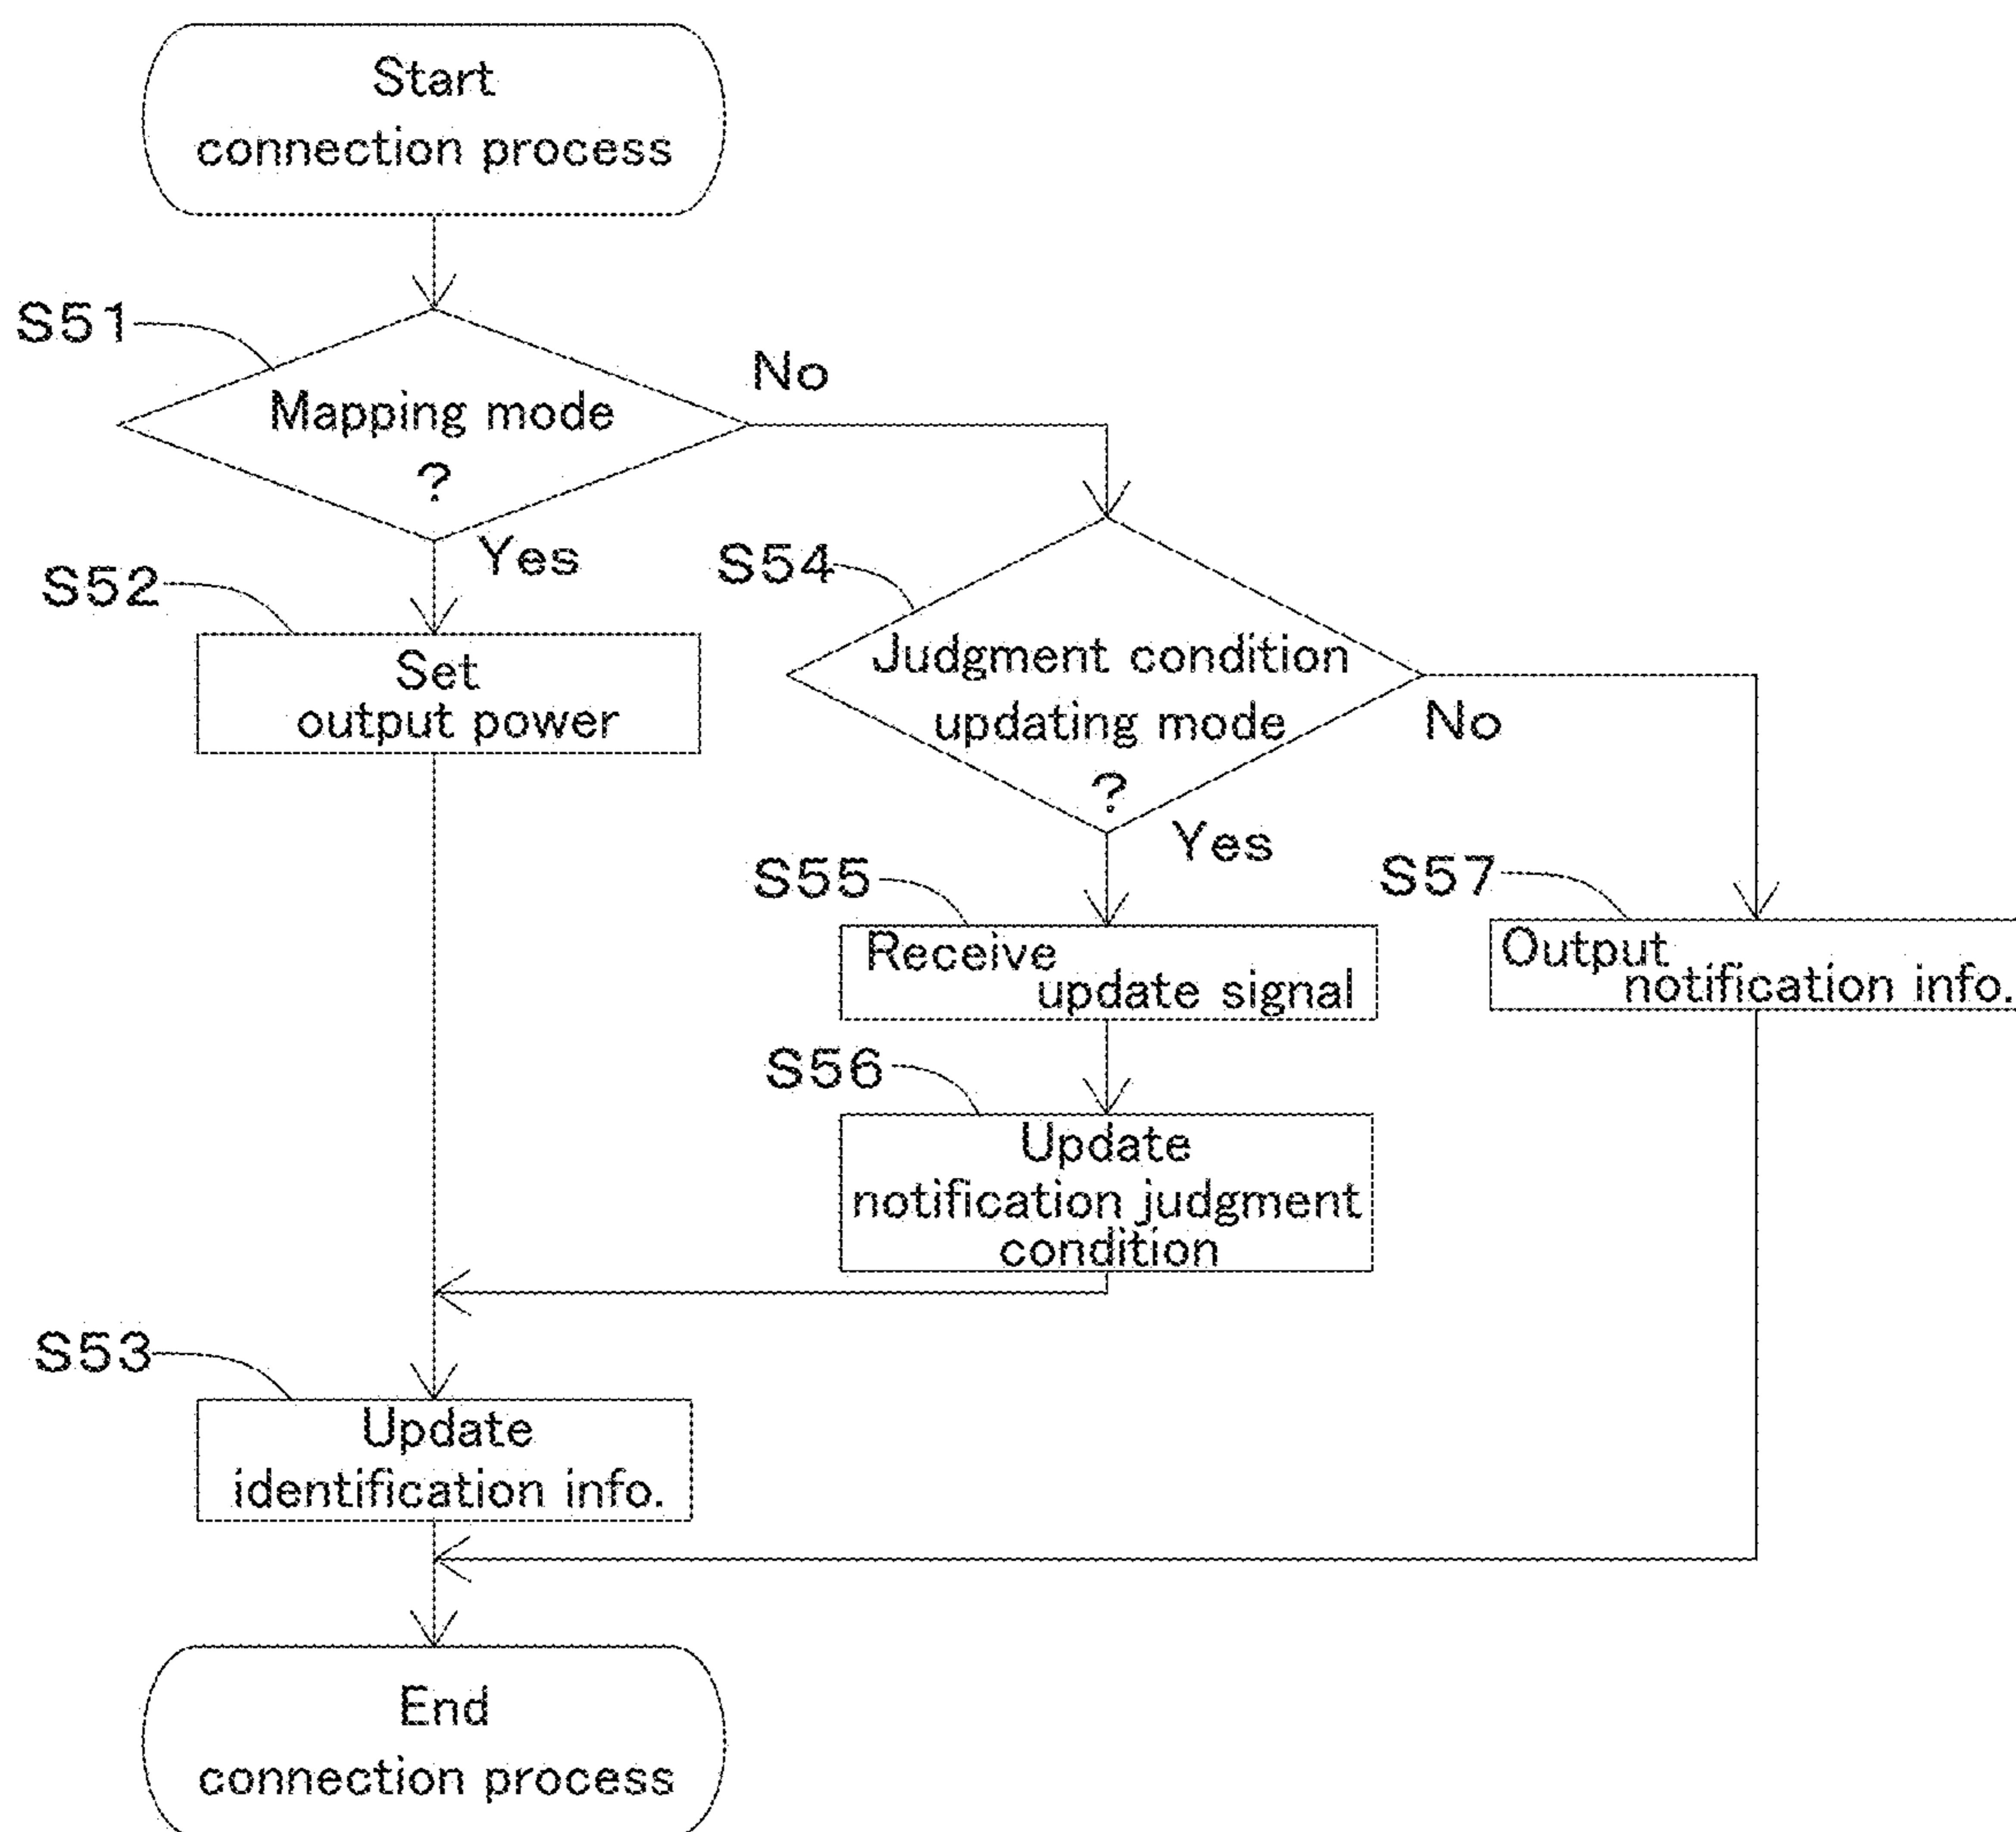 Start
connection process
S51
Mapping mode
?
No
Yes
S52
Set
output power
S54
Judgment condition
updating mode
?
No
Yes
S55
Receive
update signal
S57
Output
notification info.
S56
Update
notification judgment
condition
S53
Update
identification info.
End
connection process